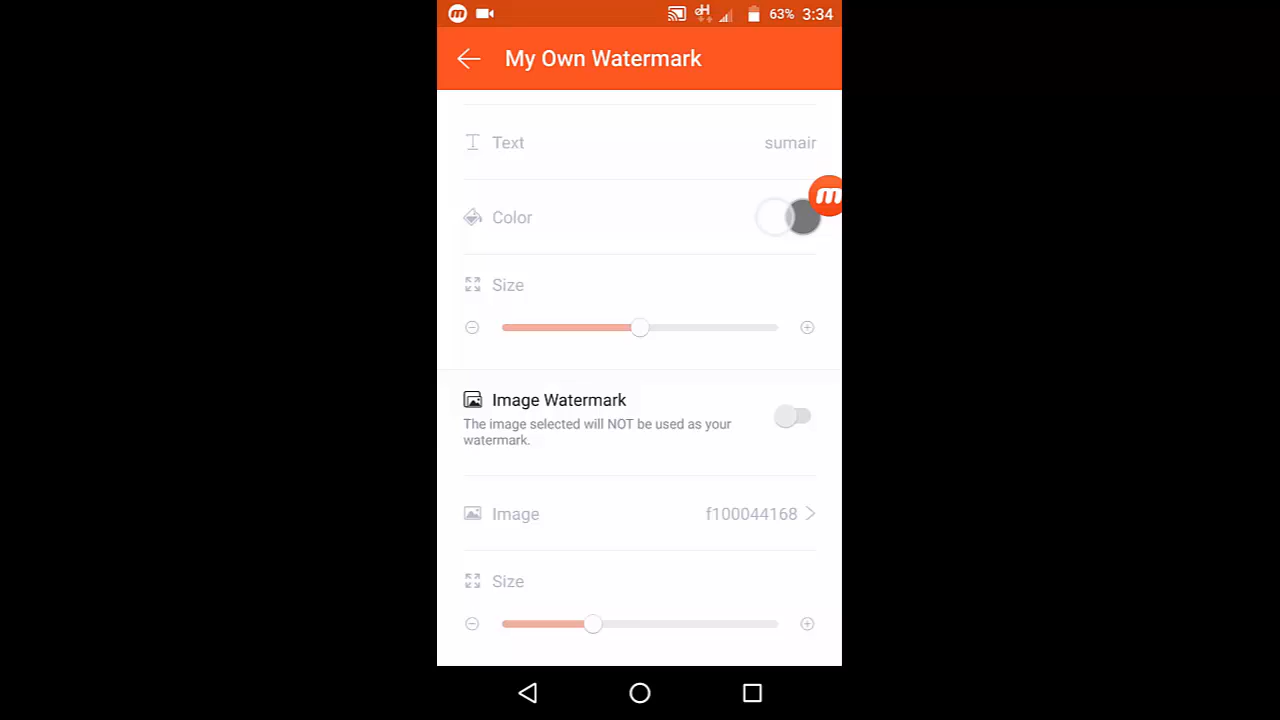 63% 3:34
My Own Watermark
Text sumair
Color
Size
Image Watermark
The image selected will NOT be used as your
watermark.
Image f100044168
Size